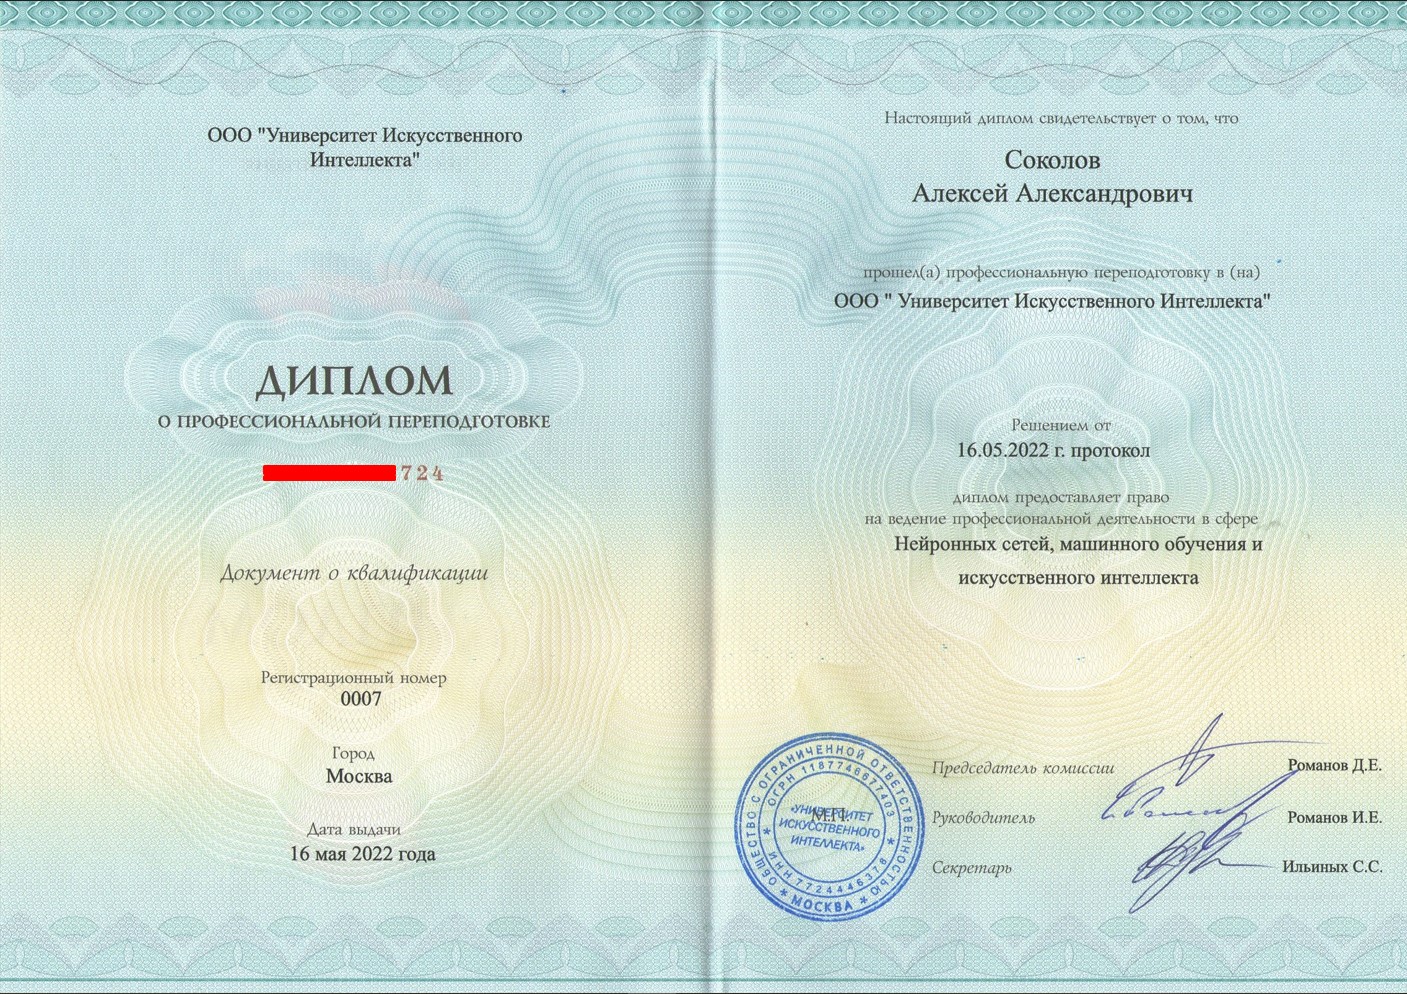 ООО "Университет Искусственного
Интеллекта"
ДИПЛОМ
О ПРОФЕССИОНАЛЬНОЙ ПЕРЕПОДГОТОВКЕ
724
Документ о квалификации
Регистрационный номер
0007
Город
Москва
Дата выдачи
16 мая 2022 года
Настоящий диплом свидетельствует о том, что
Соколов
Алексей Александрович
прошел(а) профессиональную переподготовку в (на)
ООО " Университет Искусственного Интеллекта"
Решением от
16.05.2022 г. протокол
диплом предоставляет право
на ведение профессиональной деятельности в сфере
Нейронных сетей, машинного обучения и
искусственного интеллекта
Председатель комиссии Романов Д.Е.
М.П. Руководитель Романов И.Е.
Секретарь Ильиных С.С.
ОБЩЕСТВО С ОГРАНИЧЕННОЙ ОТВЕТСТВЕННОСТЬЮ
* МОСКВА *
ОГРН 1187746677403
* ИНН 7724446378 *
«УНИВЕРСИТЕТ
ИСКУССТВЕННОГО
ИНТЕЛЛЕКТА»